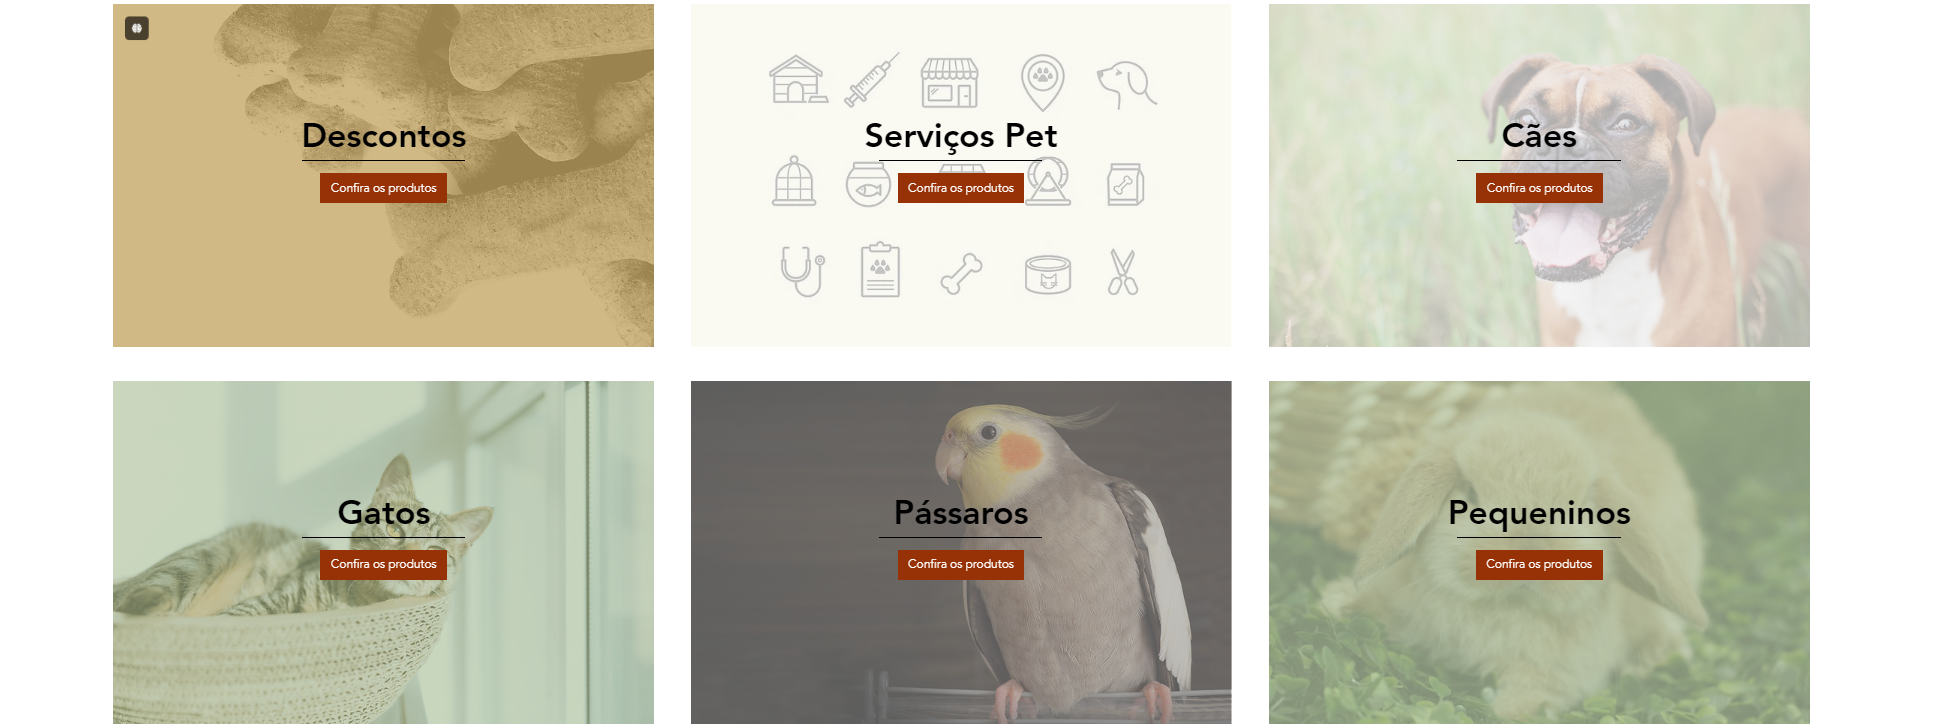 Descontos
Confira os produtos
Serviços Pet
Confira os produtos
Cães
Confira os produtos
Gatos
Confira os produtos
Pássaros
Confira os produtos
Pequeninos
Confira os produtos